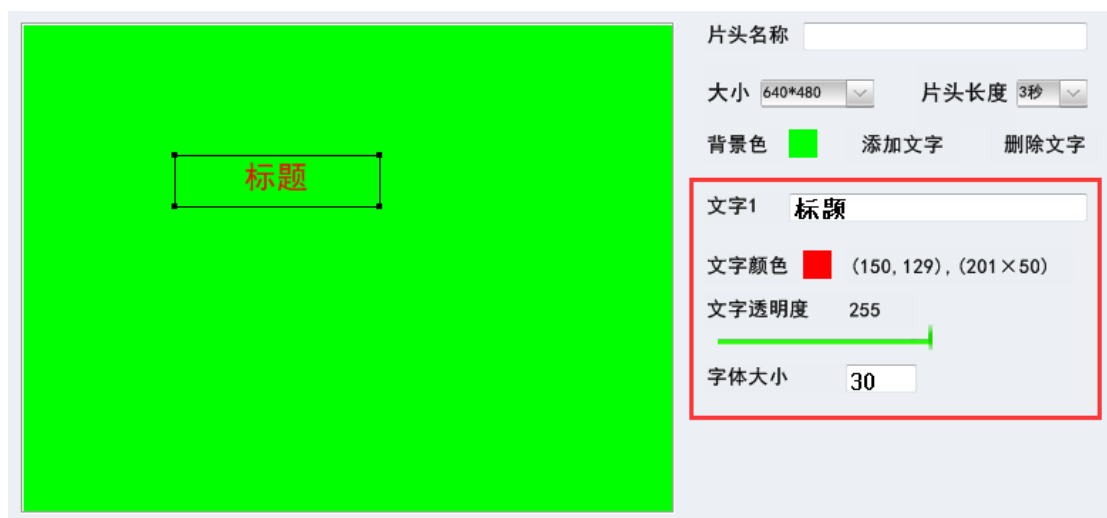 标题
片头名称
大小 640*480 片头长度 3秒
背景色 添加文字 删除文字
文字1 标题
文字颜色 (150,129),(201×50)
文字透明度 255
字体大小 30